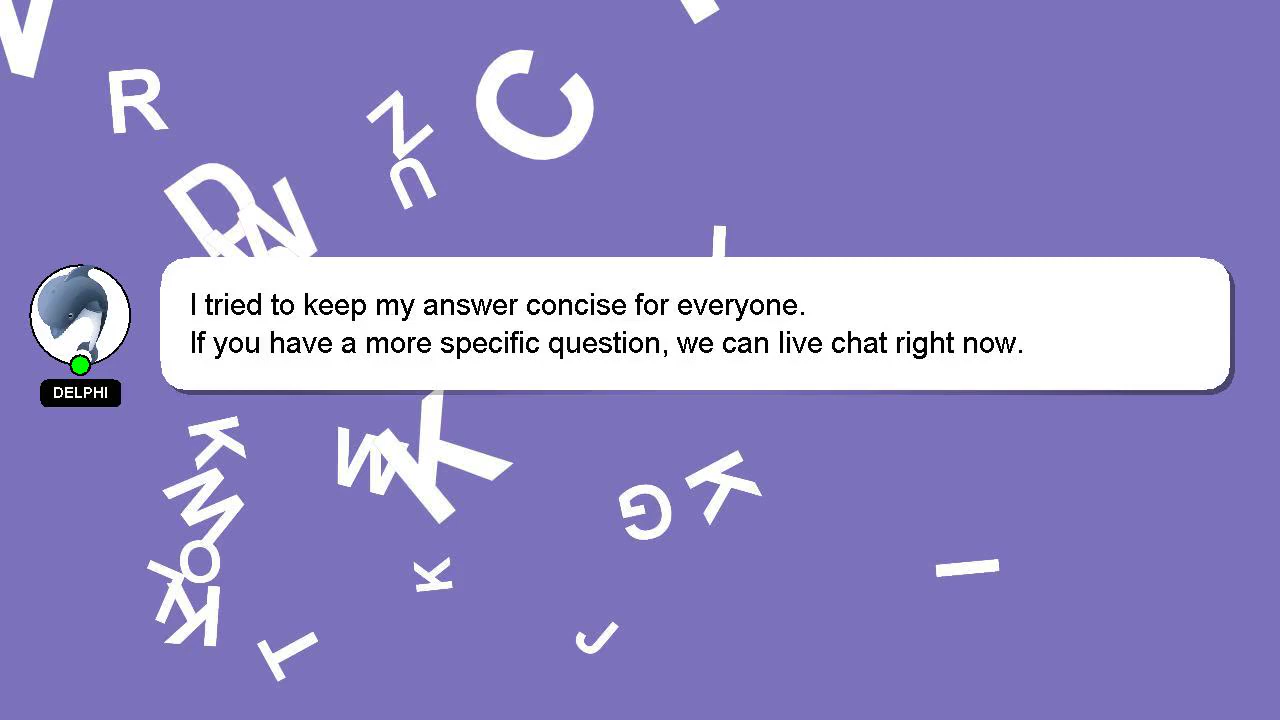 V
R
C
Z
U
D
W
I tried to keep my answer concise for everyone.
If you have a more specific question, we can live chat right now.
DELPHI
K
W
K
K
G
M
O
K
K
I
T
J